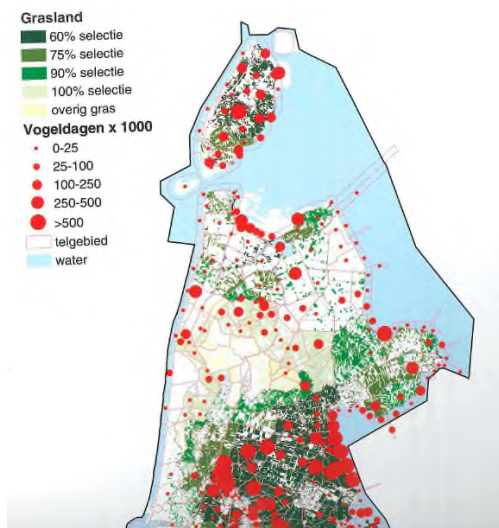 Grasland
60% selectie
75% selectie
90% selectie
100% selectie
overig gras
Vogeldagen x 1000
0-25
25-100
100-250
250-500
>500
telgebied
water